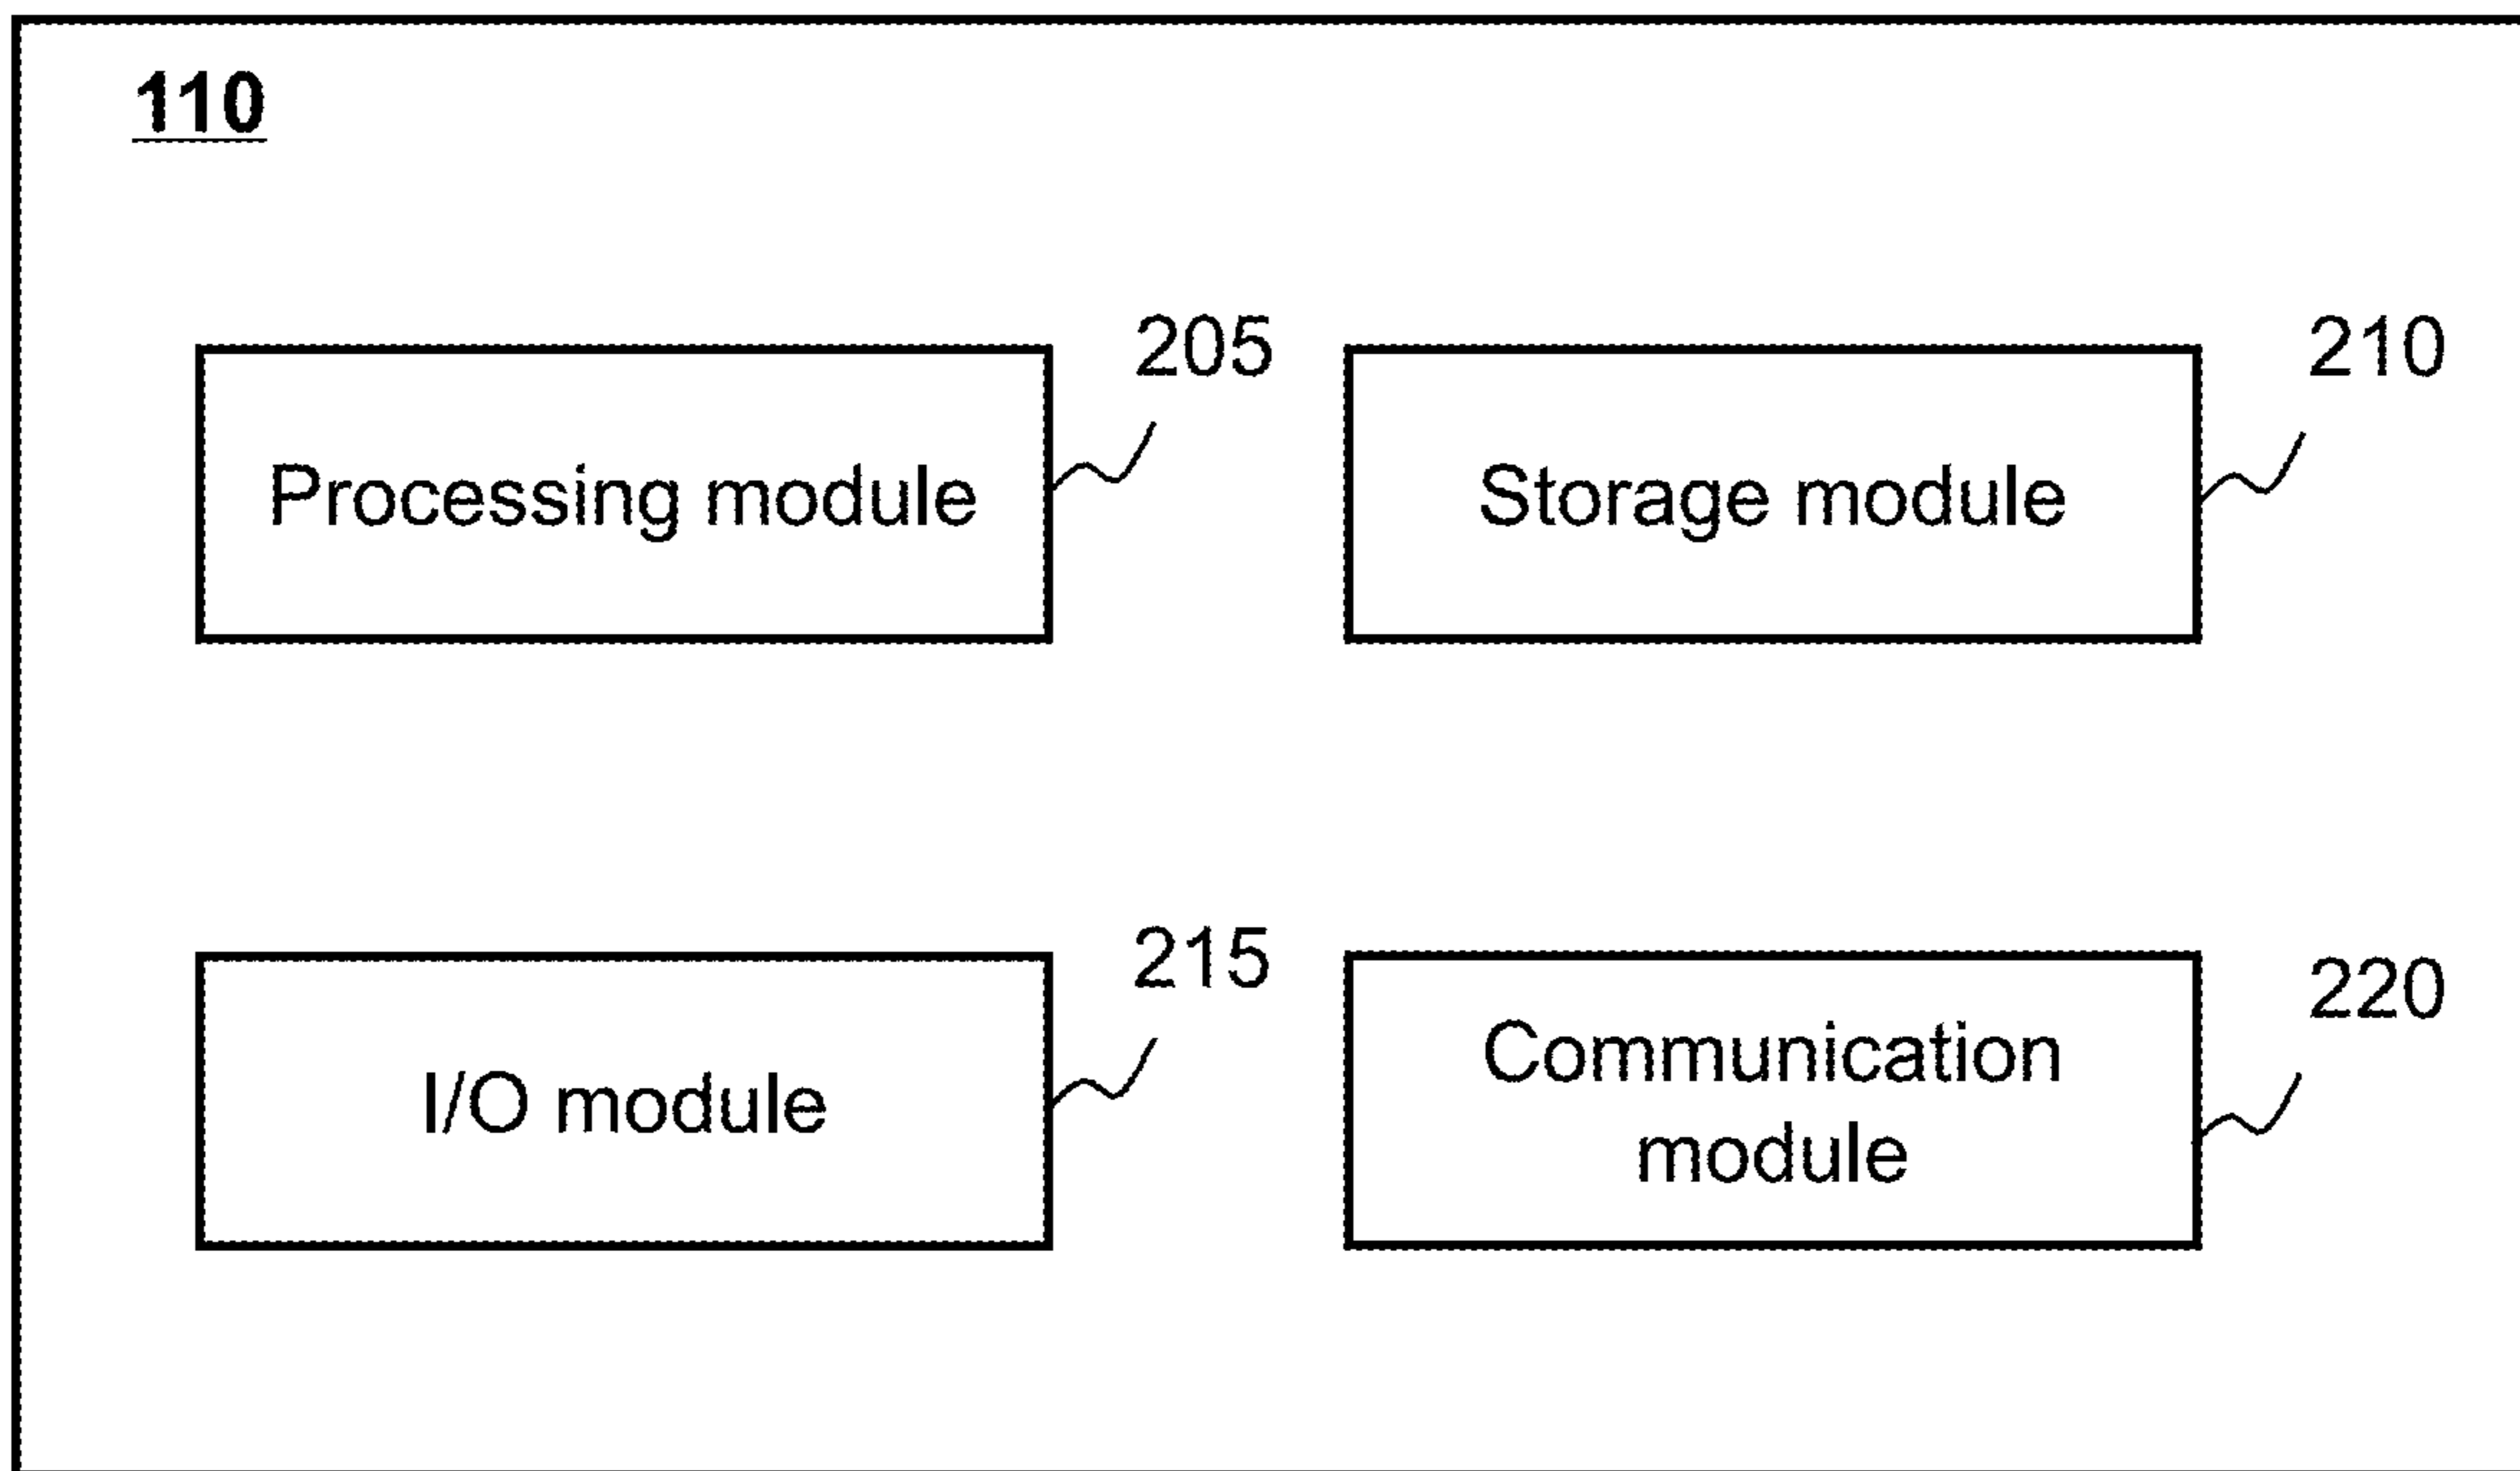 110
205
210
Processing module
Storage module
215
220
I/O module
Communication
module